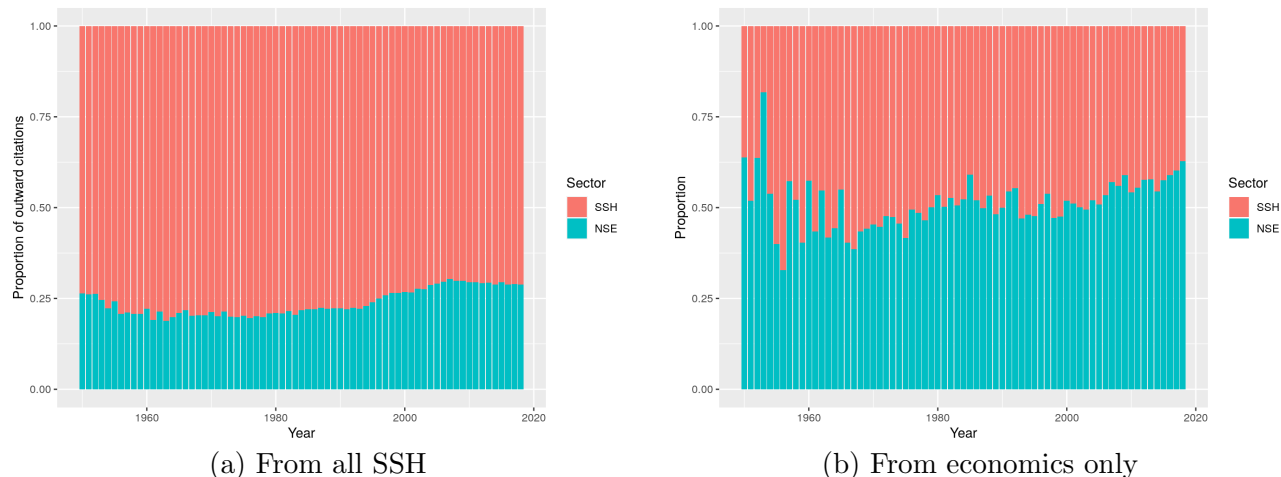 1.00
0.75
0.50
0.25
0.00
Proportion of outward citations
1960
1980
2000
2020
Year
Sector
SSH
NSE
(a) From all SSH
1.00
0.75
0.50
0.25
0.00
Proportion
1960
1980
2000
2020
Year
Sector
SSH
NSE
(b) From economics only